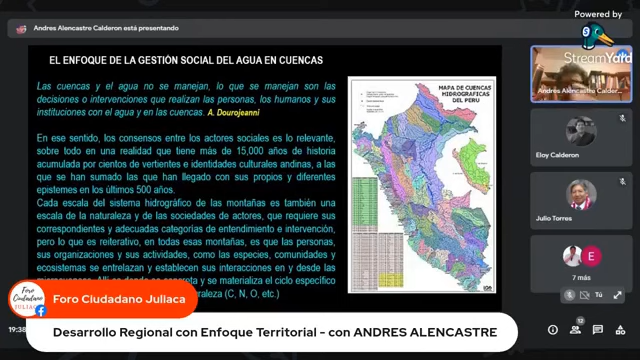 Andres Alencastre Calderon está presentando
Powered by
StreamYard
EL ENFOQUE DE LA GESTIÓN SOCIAL DEL AGUA EN CUENCAS
Las cuencas y el agua no se manejan, lo que se manejan son las
decisiones o intervenciones que realizan las personas, los humanos y sus
instituciones con el agua y en las cuencas. A. Dourojeanni
En ese sentido, los consensos entre los actores sociales es lo relevante,
sobre todo en una realidad que tiene más de 15,000 años de historia
acumulada por cientos de vertientes e identidades culturales andinas, a las
que se han sumado las que han llegado con sus propios y diferentes
epistemes en los últimos 500 años.
Cada escala del sistema hidrográfico de las montañas es también una
escala de la naturaleza y de las sociedades de actores, que requiere sus
correspondientes y adecuadas categorías de entendimiento e intervención,
pero lo que es reiterativo, en todas esas montañas, es que las personas,
sus organizaciones y sus actividades, como las especies, comunidades y
ecosistemas se entrelazan y establecen sus interacciones en y desde las
se materializa el ciclo específico
(C, N, O, etc.)
MAPA DE CUENCAS
HIDROGRAFICAS
DEL PERU
Andres Alencastre Calder...
Eloy Calderon
Julio Torres
E
7 más
Tú
12
19:38
Foro
Ciudadano
JULIACA
Foro Ciudadano Juliaca
Desarrollo Regional con Enfoque Territorial - con ANDRES ALENCASTRE